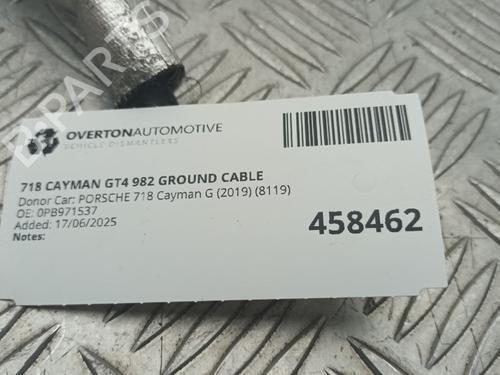 B-PARTS
OVERTONAUTOMOTIVE
VEHICLE DISMANTLERS
718 CAYMAN GT4 982 GROUND CABLE
Donor Car: PORSCHE 718 Cayman G (2019) (8119)
OE: 0PB971537
Added: 17/06/2025
Notes:
458462